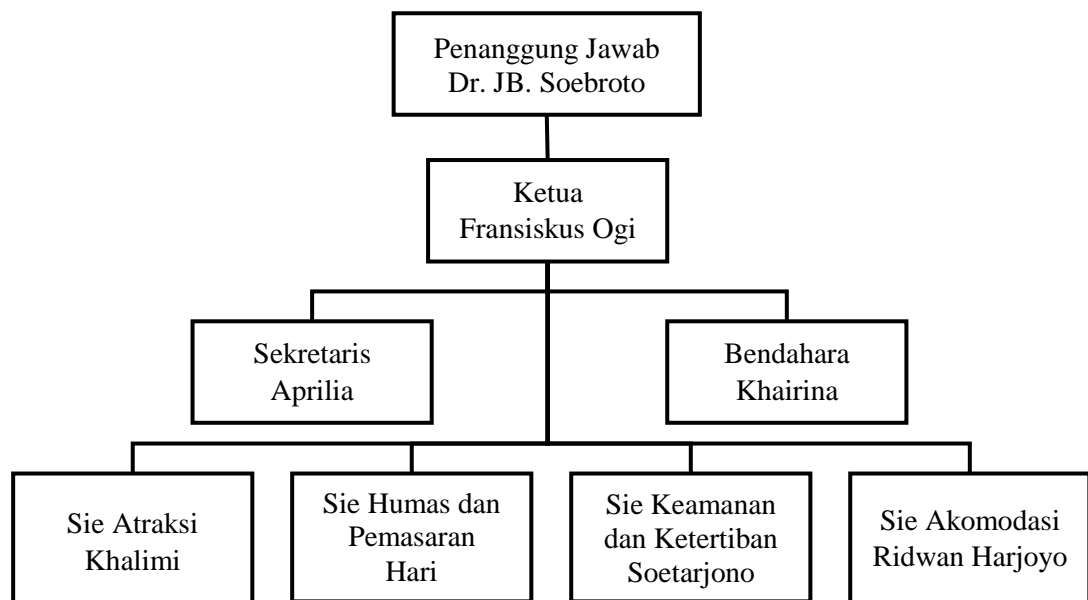 Penanggung Jawab
Dr. JB. Soebroto
Ketua
Fransiskus Ogi
Sekretaris
Aprilia
Bendahara
Khairina
Sie Atraksi
Khalimi
Sie Humas dan
Pemasaran
Hari
Sie Keamanan
dan Ketertiban
Soetarjono
Sie Akomodasi
Ridwan Harjoyo